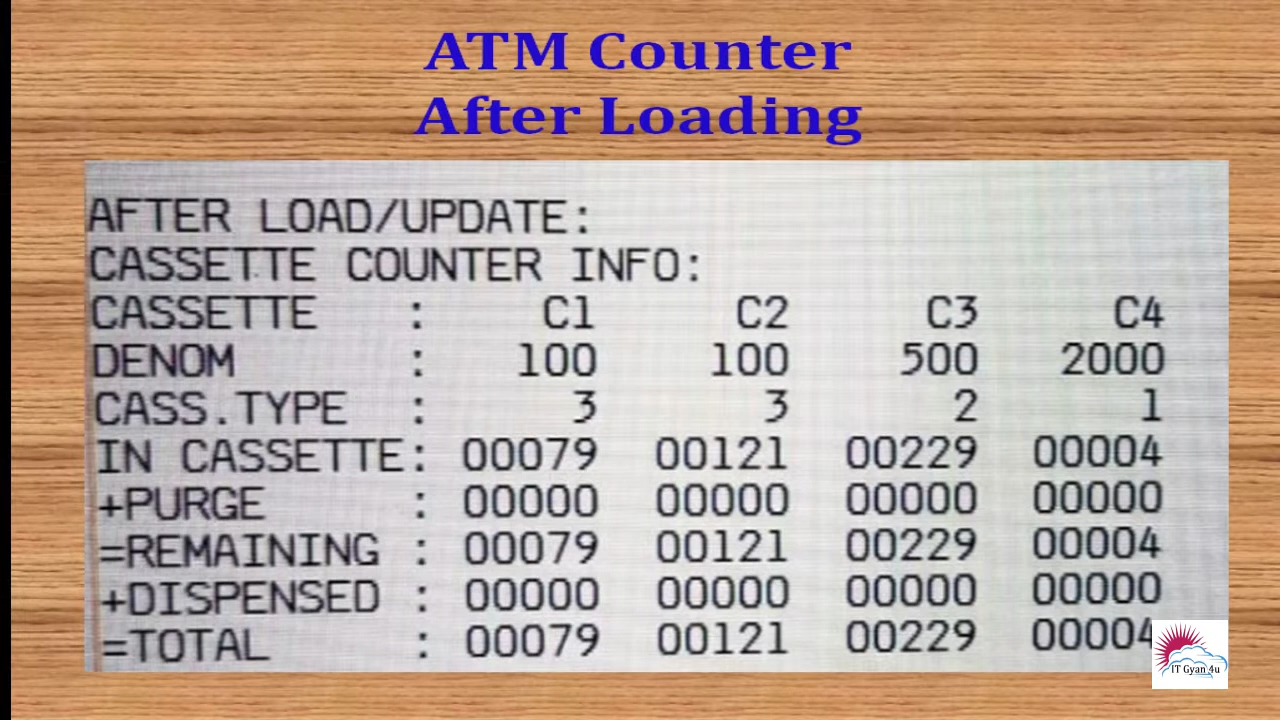 ATM Counter
After Loading
AFTER LOAD/UPDATE:
CASSETTE COUNTER INFO:
CASSETTE : C1 C2 C3 C4
DENOM : 100 100 500 2000
CASS.TYPE : 3 3 2 1
IN CASSETTE: 00079 00121 00229 00004
+PURGE : 00000 00000 00000 00000
=REMAINING : 00079 00121 00229 00004
+DISPENSED : 00000 00000 00000 00000
=TOTAL : 00079 00121 00229 00004
IT Gyan 4u